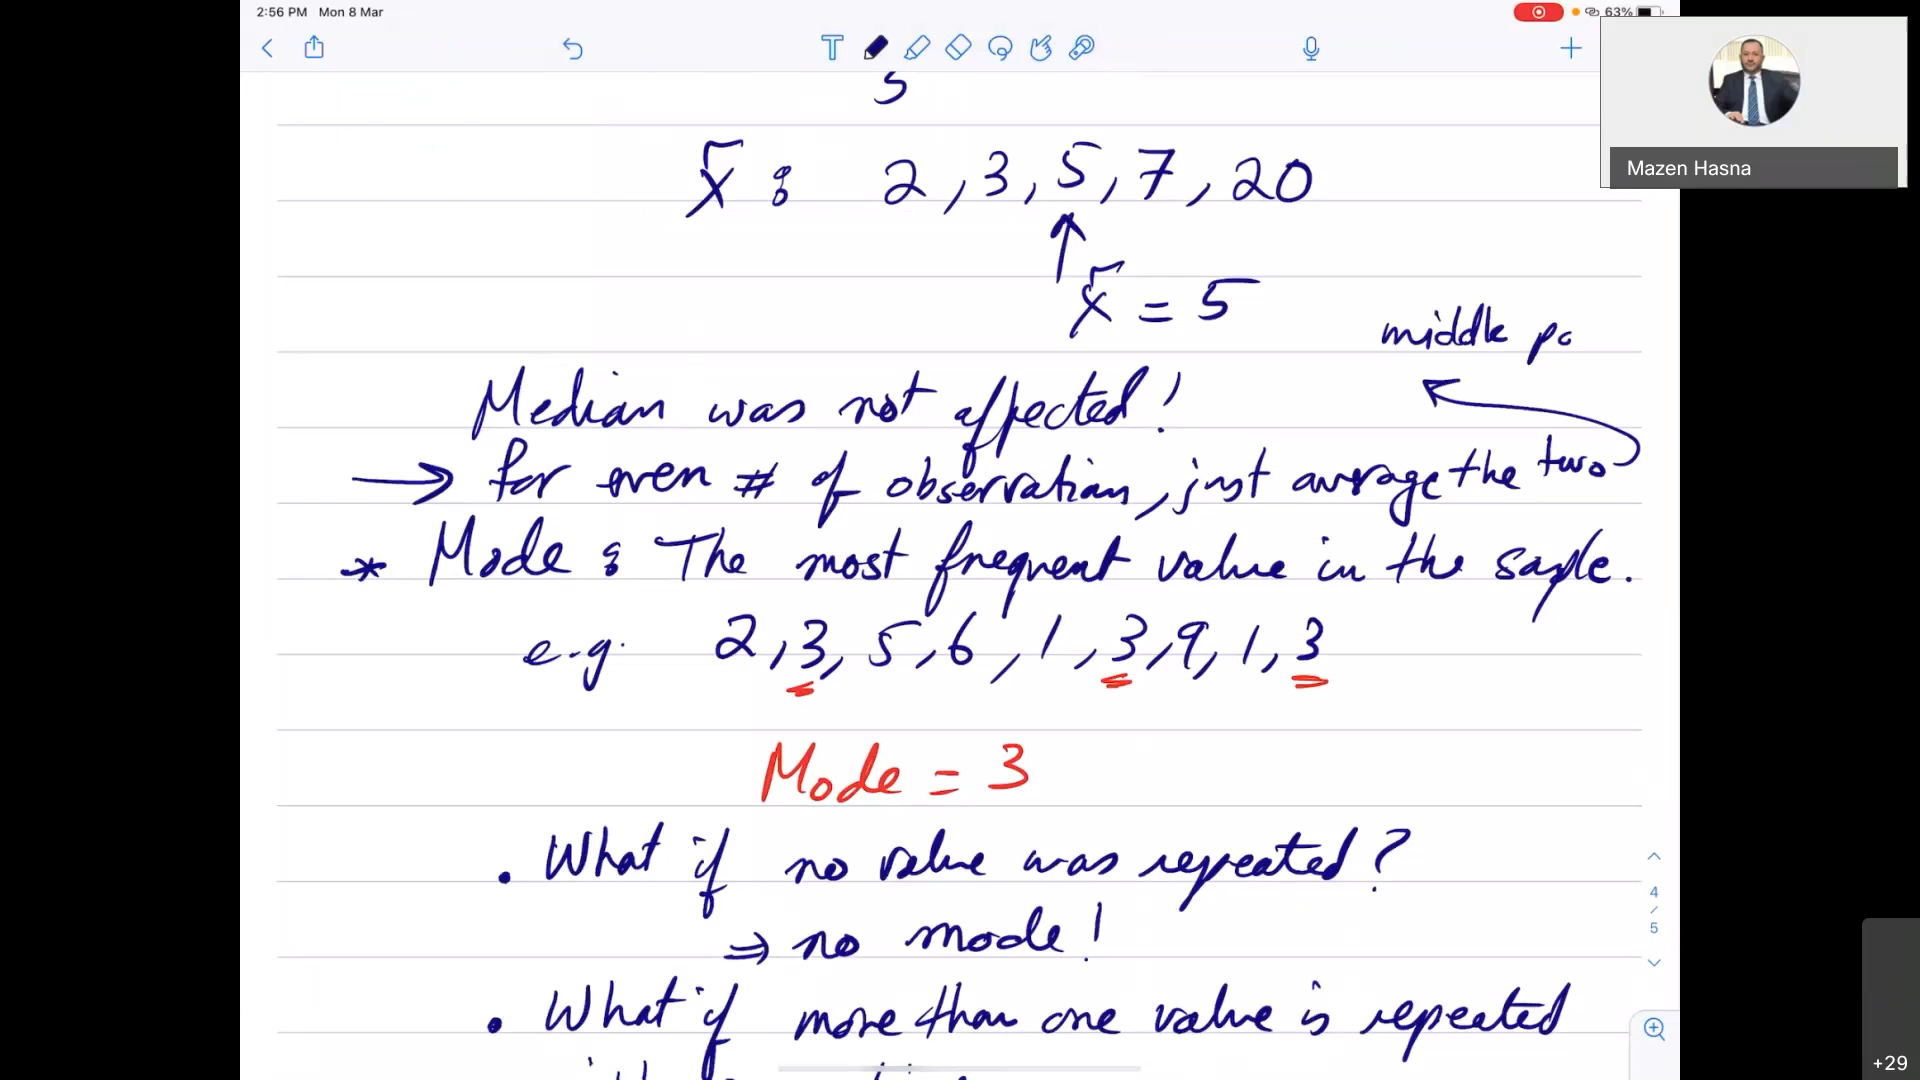 2:56 PM Mon 8 Mar
63%
Mazen Hasna
5
x̃ : 2, 3, 5, 7, 20
x̃ = 5
middle
Median was not affected!
→ for even # of observation, just average the two
* Mode : The most frequent value in the saple.
e.g. 2, 3, 5, 6, 1, 3, 9, 1, 3
Mode = 3
. What if no value was repeated?
⇒ no mode!
. What if more than one value is repeated
4
/
5
+29